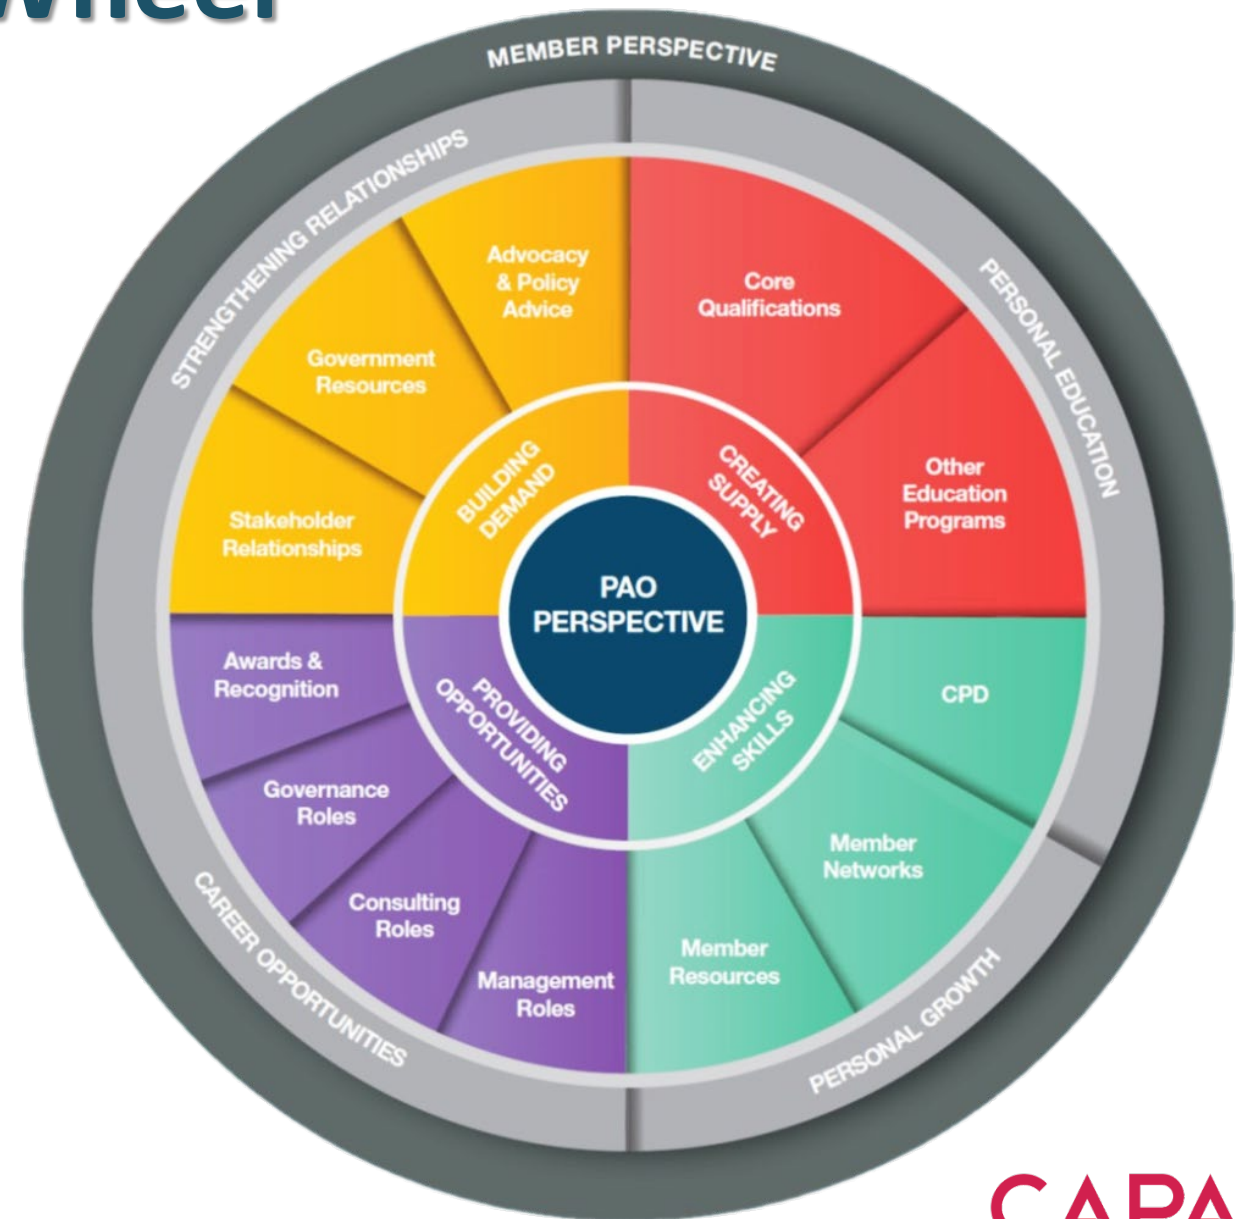 Wheel
MEMBER PERSPECTIVE
STRENGTHENING RELATIONSHIPS
PERSONAL EDUCATION
Advocacy
& Policy
Advice
Core
Qualifications
Government
Resources
Other
Education
Programs
Stakeholder
Relationships
BUILDING
DEMAND
CREATING
SUPPLY
PAO
PERSPECTIVE
Awards &
Recognition
PROVIDING
OPPORTUNITIES
ENHANCING
SKILLS
CPD
Governance
Roles
Member
Networks
Consulting
Roles
Member
Resources
Management
Roles
CAREER OPPORTUNITIES
PERSONAL GROWTH
CAPA